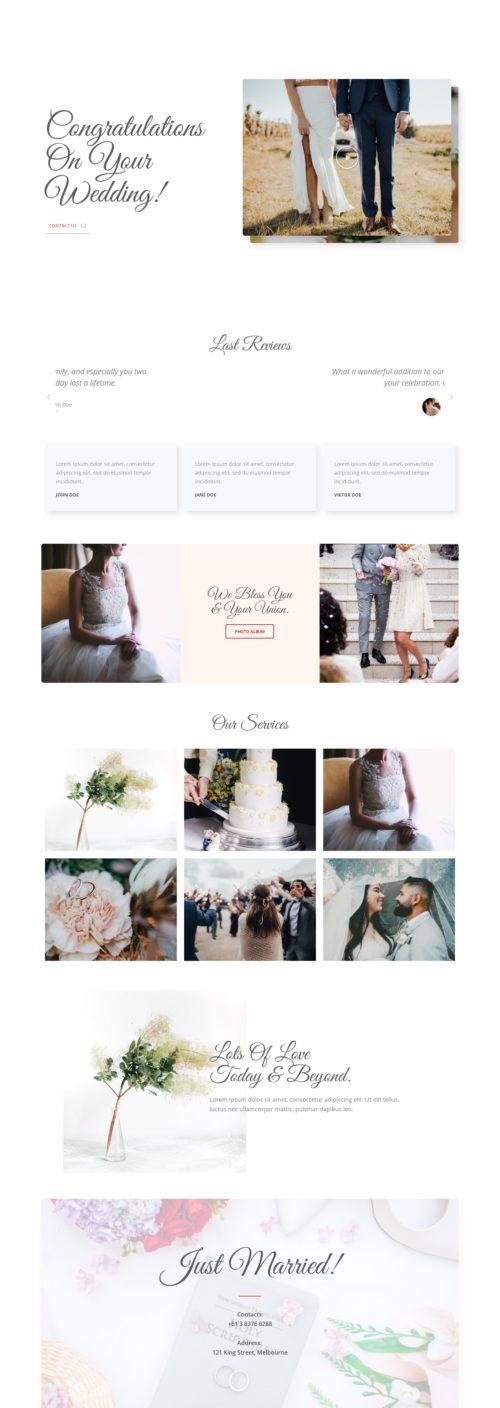 Congratulations
On Your
Wedding!
CONTACT US
Last Reviews
nily, and especially you two.
day last a lifetime.
What a wonderful addition to our
your celebration.
n Doe
Lorem ipsum dolor sit amet, consectetur
adipiscing elit, sed do eiusmod tempor
incididunt.
JOHN DOE
Lorem ipsum dolor sit amet, consectetur
adipiscing elit, sed do eiusmod tempor
incididunt.
JANE DOE
Lorem ipsum dolor sit amet, consectetur
adipiscing elit, sed do eiusmod tempor
incididunt.
VIKTOR DOE
We Bless You
& Your Union.
PHOTO ALBUM
Our Services
Lots Of Love
Today & Beyond.
Lorem ipsum dolor sit amet, consectetur adipiscing elit. Ut elit tellus,
luctus nec ullamcorper mattis, pulvinar dapibus leo.
Just Married!
Contacts:
+61 3 8376 6288
Address:
121 King Street, Melbourne